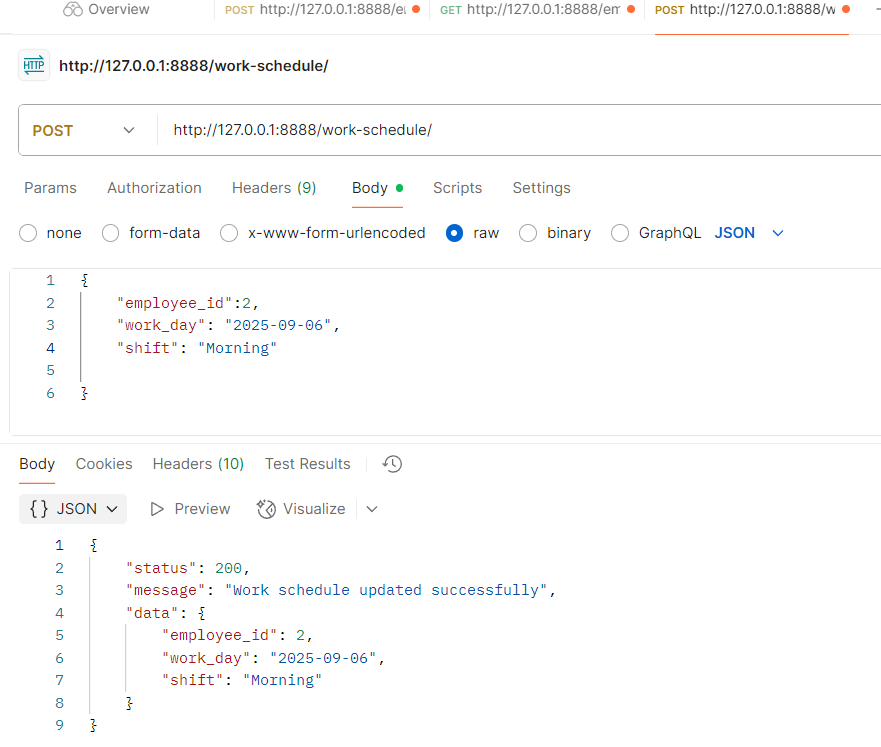 Overview POST http://127.0.0.1:8888/e GET http://127.0.0.1:8888/em POST http://127.0.0.1:8888/w
HTTP http://127.0.0.1:8888/work-schedule/
POST http://127.0.0.1:8888/work-schedule/
Params Authorization Headers (9) Body Scripts Settings
none form-data x-www-form-urlencoded raw binary GraphQL JSON
1 {
2 "employee_id":2,
3 "work_day": "2025-09-06",
4 "shift": "Morning"
5
6 }
Body Cookies Headers (10) Test Results
{} JSON Preview Visualize
1 {
2 "status": 200,
3 "message": "Work schedule updated successfully",
4 "data": {
5 "employee_id": 2,
6 "work_day": "2025-09-06",
7 "shift": "Morning"
8 }
9 }